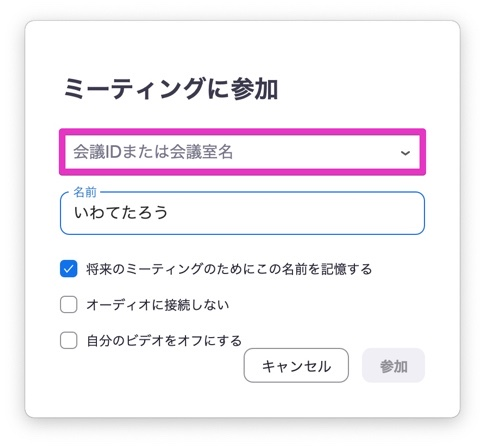 ミーティングに参加
会議IDまたは会議室名
名前
いわてたろう
将来のミーティングのためにこの名前を記憶する
オーディオに接続しない
自分のビデオをオフにする
キャンセル
参加